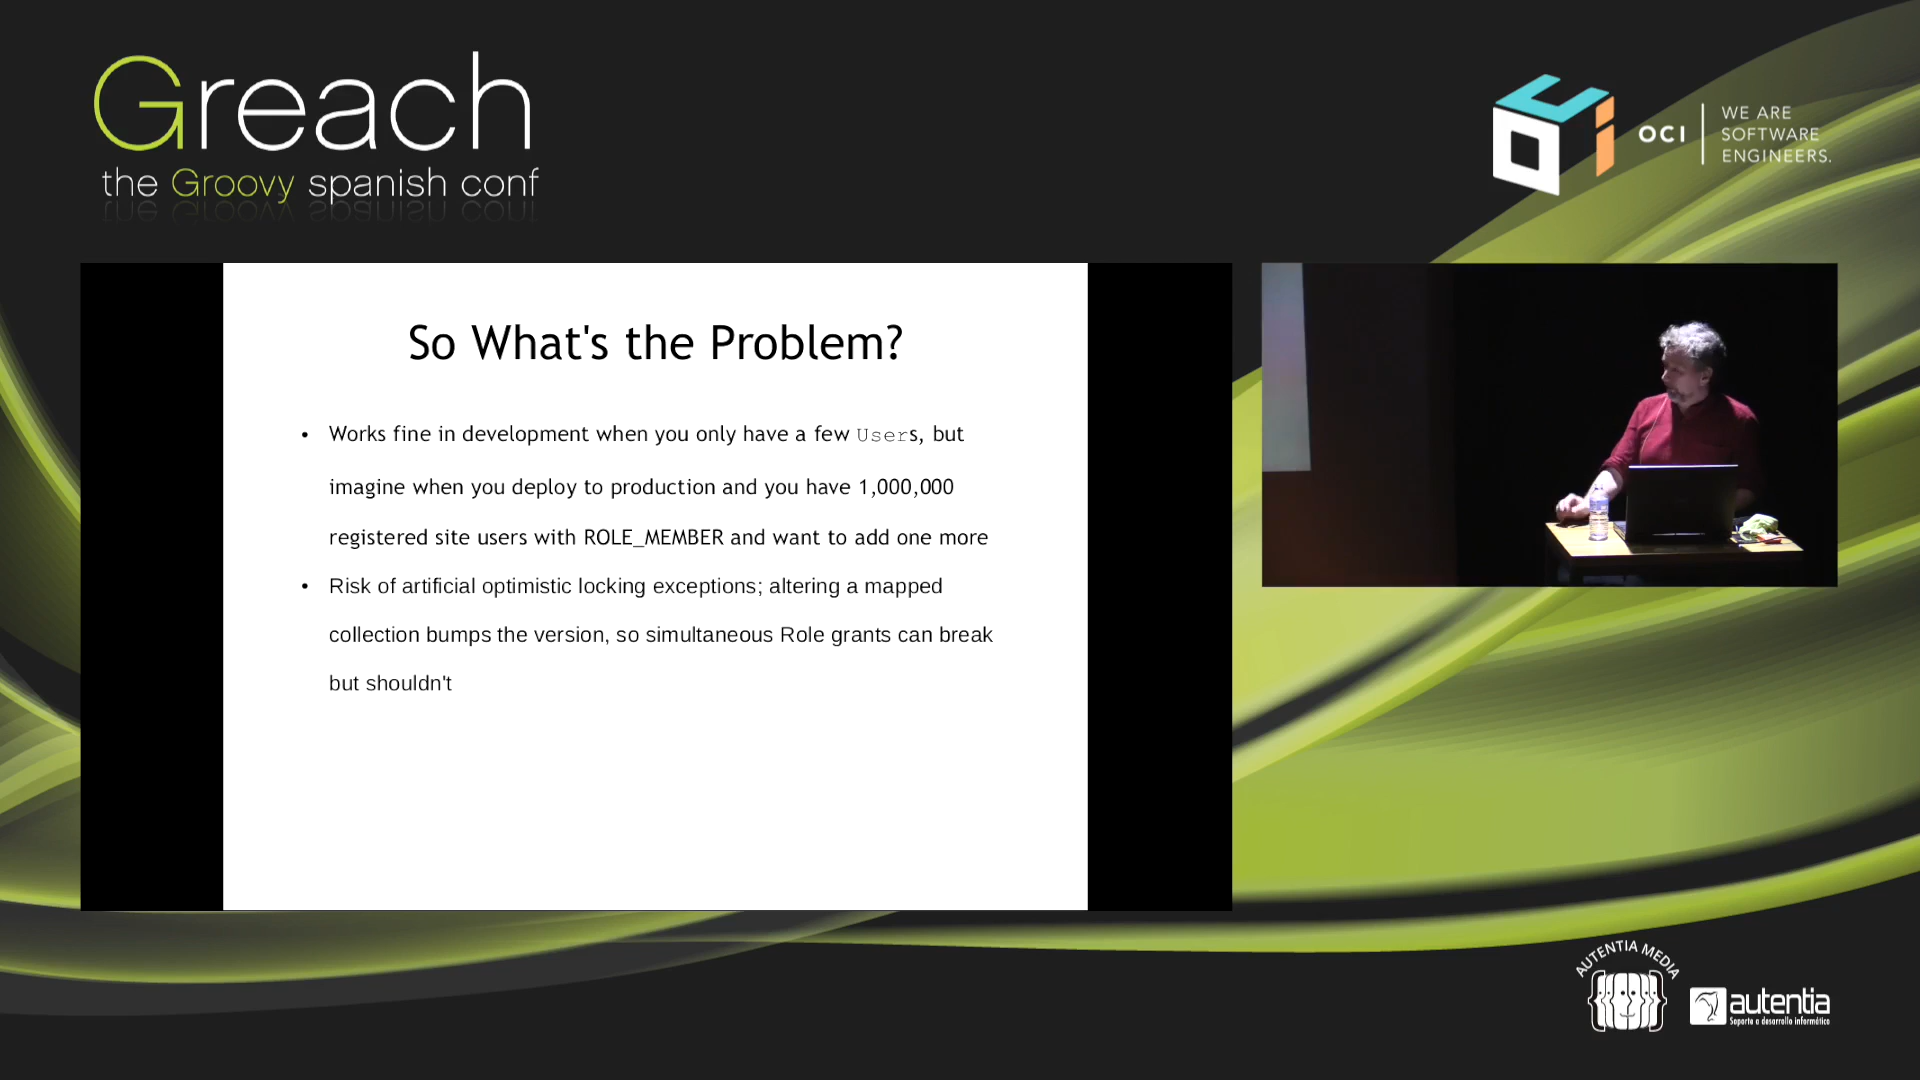 Greach
the Groovy spanish conf
OCI
WE ARE
SOFTWARE
ENGINEERS.
So What's the Problem?
• Works fine in development when you only have a few Users, but
imagine when you deploy to production and you have 1,000,000
registered site users with ROLE_MEMBER and want to add one more
• Risk of artificial optimistic locking exceptions; altering a mapped
collection bumps the version, so simultaneous Role grants can break
but shouldn't
AUTENTIA MEDIA
autentia
Soporte a desarrollo informático